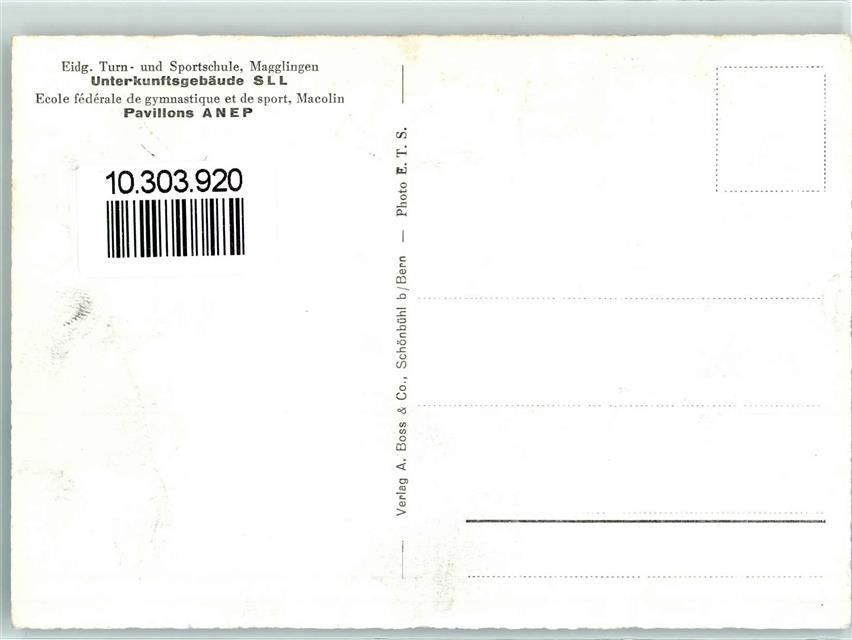 Eidg. Turn- und Sportschule, Magglingen
Unterkunftsgebäude SLL
Ecole fédérale de gymnastique et de sport, Macolin
Pavillons ANEP
10.303.920
Verlag A. Boss & Co., Schönbühl b/Bern — Photo E. T. S.